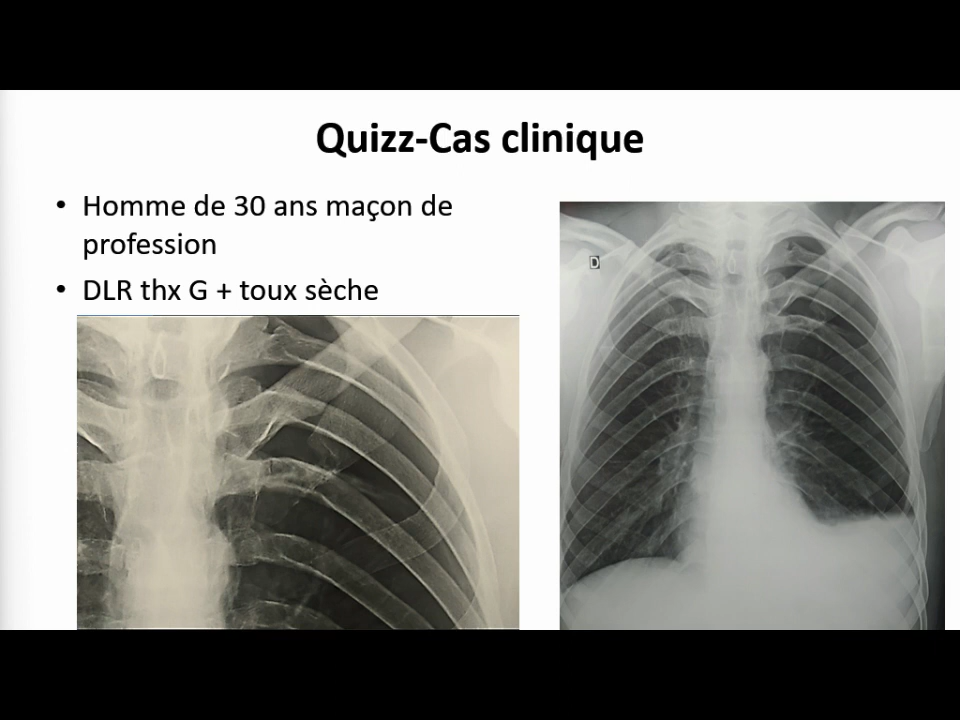 Quizz-Cas clinique
• Homme de 30 ans maçon de
profession
• DLR thx G + toux sèche
D